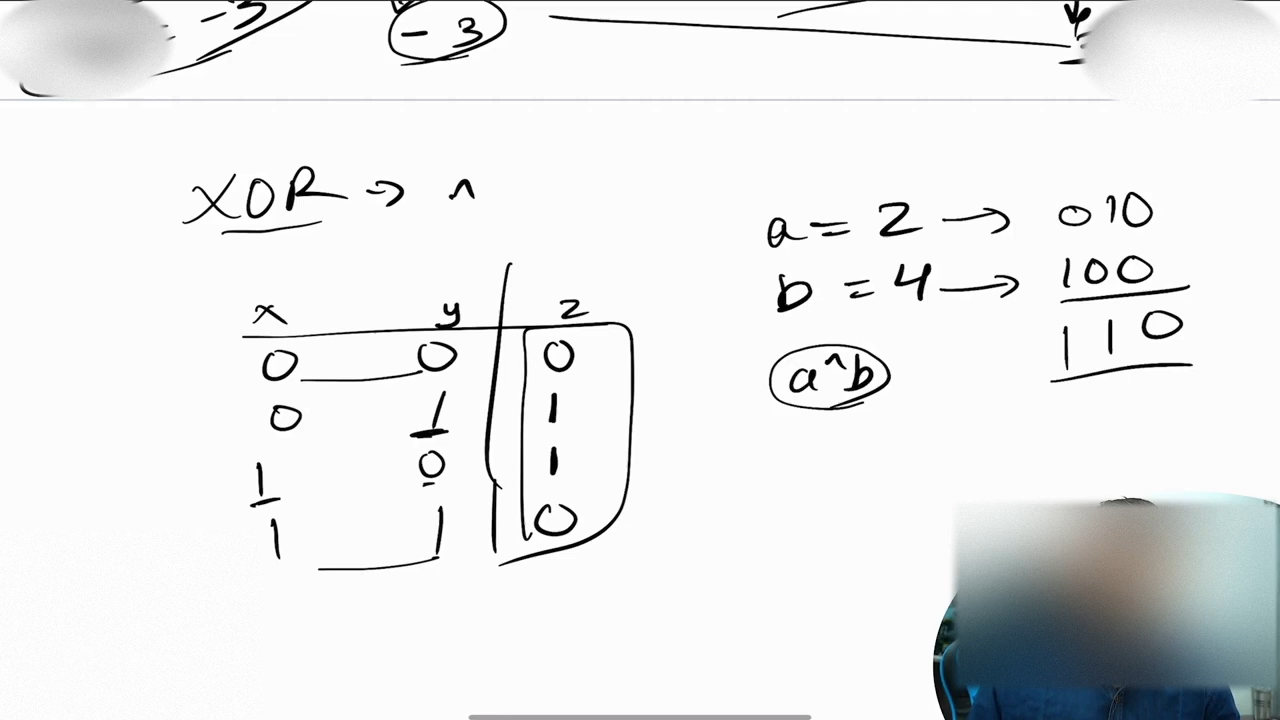 -3
-3
XOR → ^
x y z
0 0 0
0 1 1
1 0 1
1 1 0
a = 2 → 010
b = 4 → 100
110
a^b